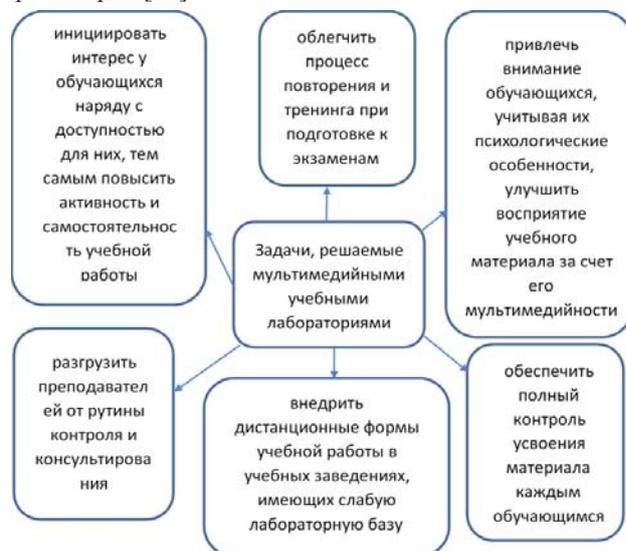 инициировать
интерес у
обучающихся
наряду с
доступностью
для них, тем
самым повысить
активность и
самостоятельнос
ть учебной
работы
облегчить
процесс
повторения и
тренинга при
подготовке к
экзаменам
привлечь
внимание
обучающихся,
учитывая их
психологические
особенности,
улучшить
восприятие
учебного
материала за счет
его
мультимедийности
Задачи, решаемые
мультимедийными
учебными
лабораториями
разгрузить
преподавател
ей от рутины
контроля и
консультирова
ния
внедрить
дистанционные формы
учебной работы в
учебных заведениях,
имеющих слабую
лабораторную базу
обеспечить
полный
контроль
усвоения
материала
каждым
обучающимся